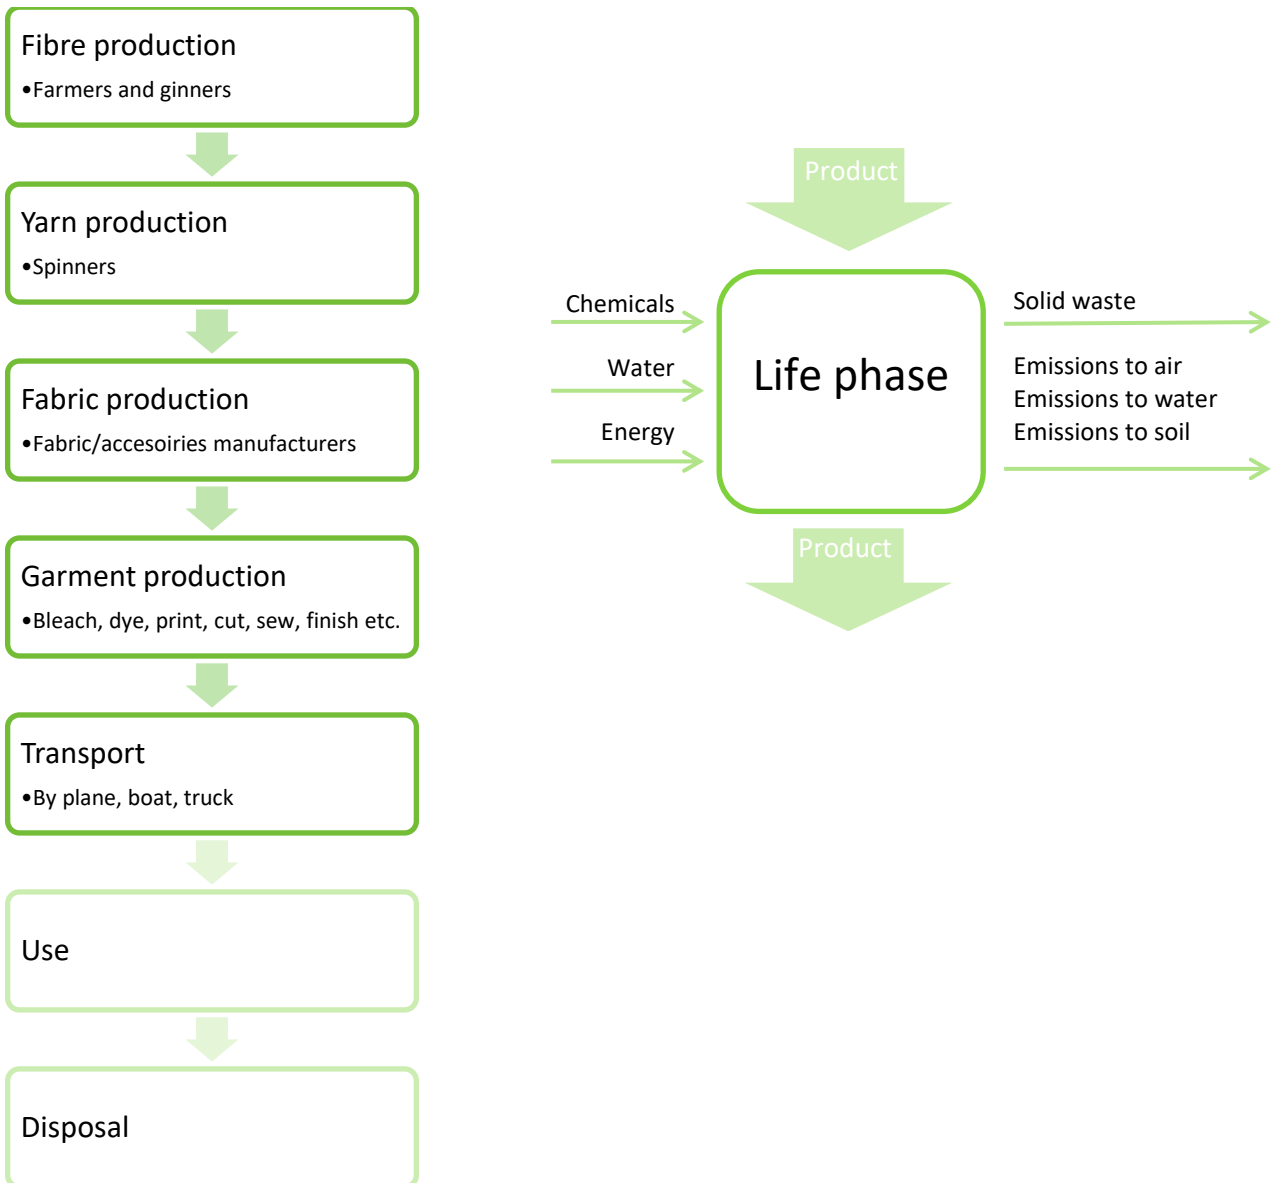 Fibre production
•Farmers and ginners
Yarn production
•Spinners
Fabric production
•Fabric/accesoiries manufacturers
Garment production
•Bleach, dye, print, cut, sew, finish etc.
Transport
•By plane, boat, truck
Use
Disposal
Product
Chemicals
Water
Energy
Life phase
Solid waste
Emissions to air
Emissions to water
Emissions to soil
Product